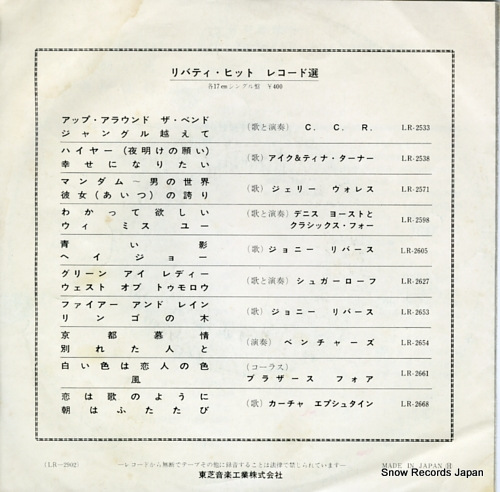 リバティ・ヒット レコード選
各17cmシングル盤 ¥400
アップ・アラウンド ザ・ベンド
ジャングル越えて
(歌と演奏) C. C. R.
LR-2533
ハイヤー(夜明けの願い)
幸せになりたい
(歌)アイク&ティナ・ターナー
LR-2538
マンダム―男の世界
彼女(あいつ)の誇り
(歌)ジェリー ウォレス
LR-2571
わかって欲しい
ウィ ミス ユー
(歌と演奏)デニス ヨーストと
クラシックス・フォー
LR-2598
青い影
ヘイ ジョー
(歌)ジョニー リバース
LR-2605
グリーン アイ レディー
ウェスト オブ トゥモロウ
(歌と演奏) シュガーローフ
LR-2627
ファイアー アンド レイン
リンゴの木
(歌) ジョニー リバース
LR-2653
京都慕情
別れた人と
(演奏) ベンチャーズ
LR-2654
白い色は恋人の色
風
(コーラス)
ブラザース フォア
LR-2661
恋は歌のように
朝はふたたび
(歌)カーチャ エブシュタイン
LR-2668
(LR-2902)
―レコードから無断でテープその他に録音することは法律で禁じられています―
MADE IN JAPAN
東芝音楽工業株式会社
Snow Records Japan